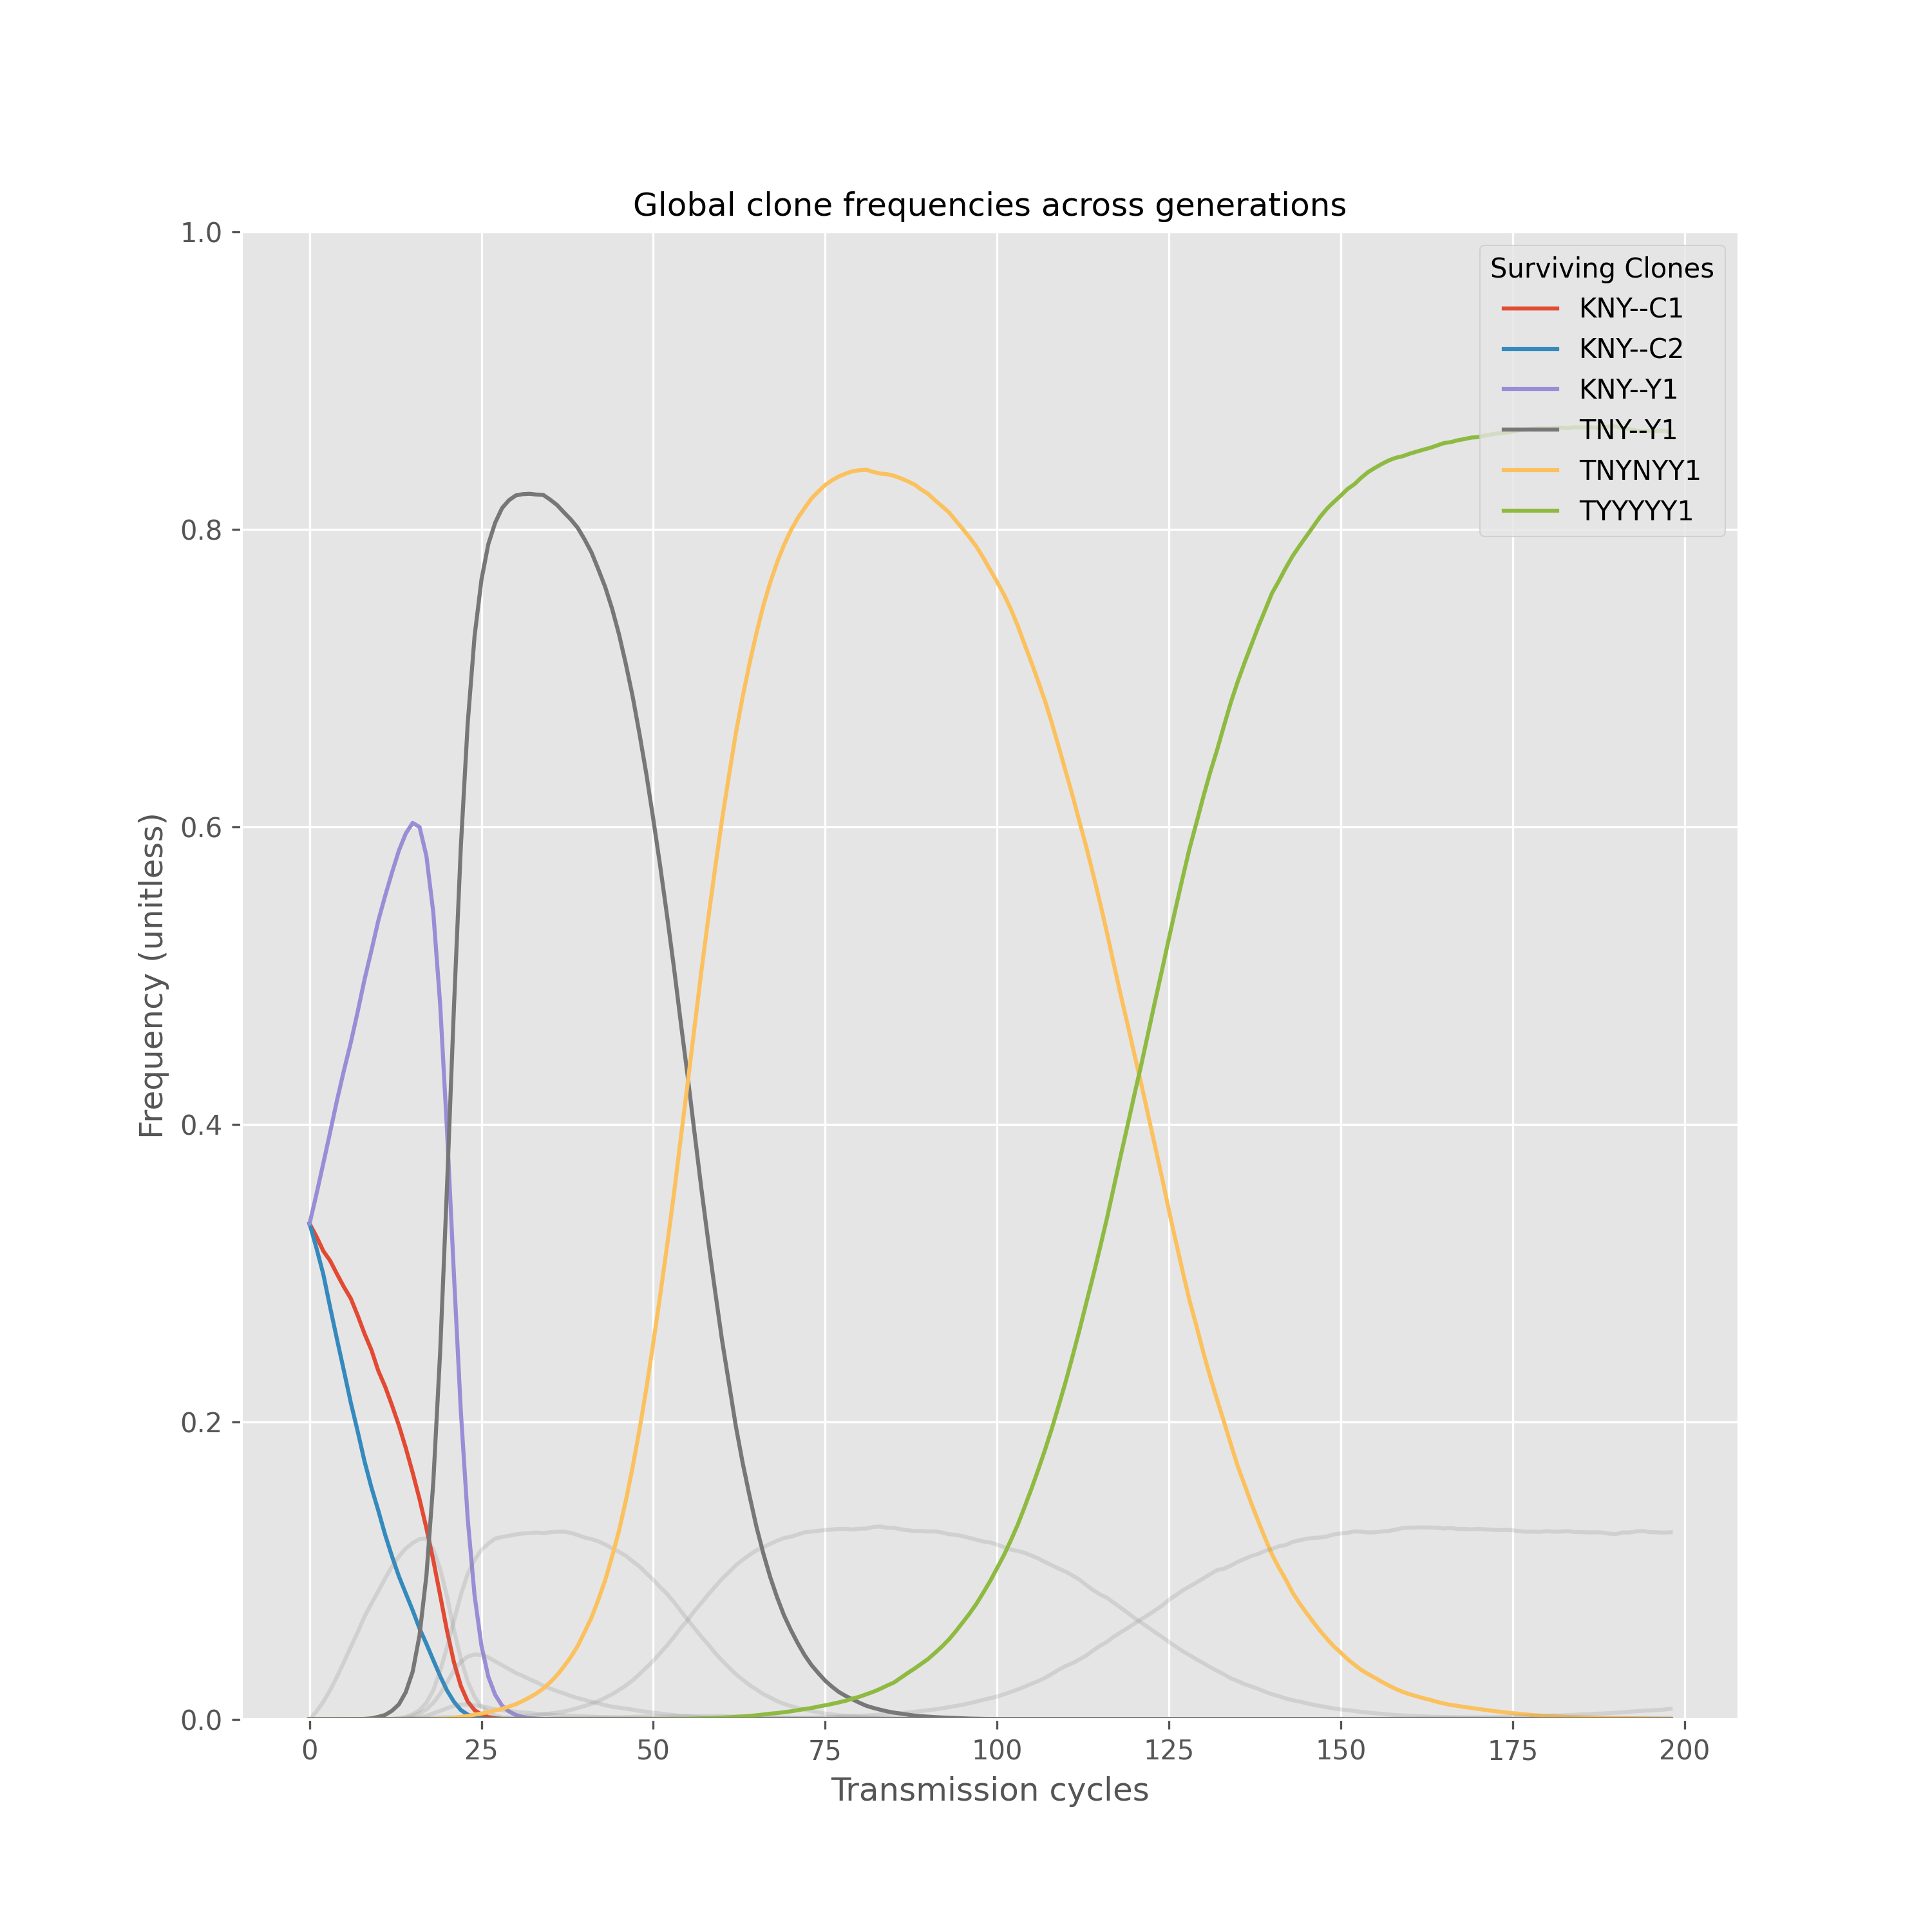 Global clone frequencies across generations
1.0
0.8
0.6
0.4
0.2
0.0
Frequency (unitless)
Surviving Clones
KNY--C1
KNY--C2
KNY--Y1
TNY--Y1
TNYNYY1
TYYYYY1
0 25 50 75 100 125 150 175 200
Transmission cycles